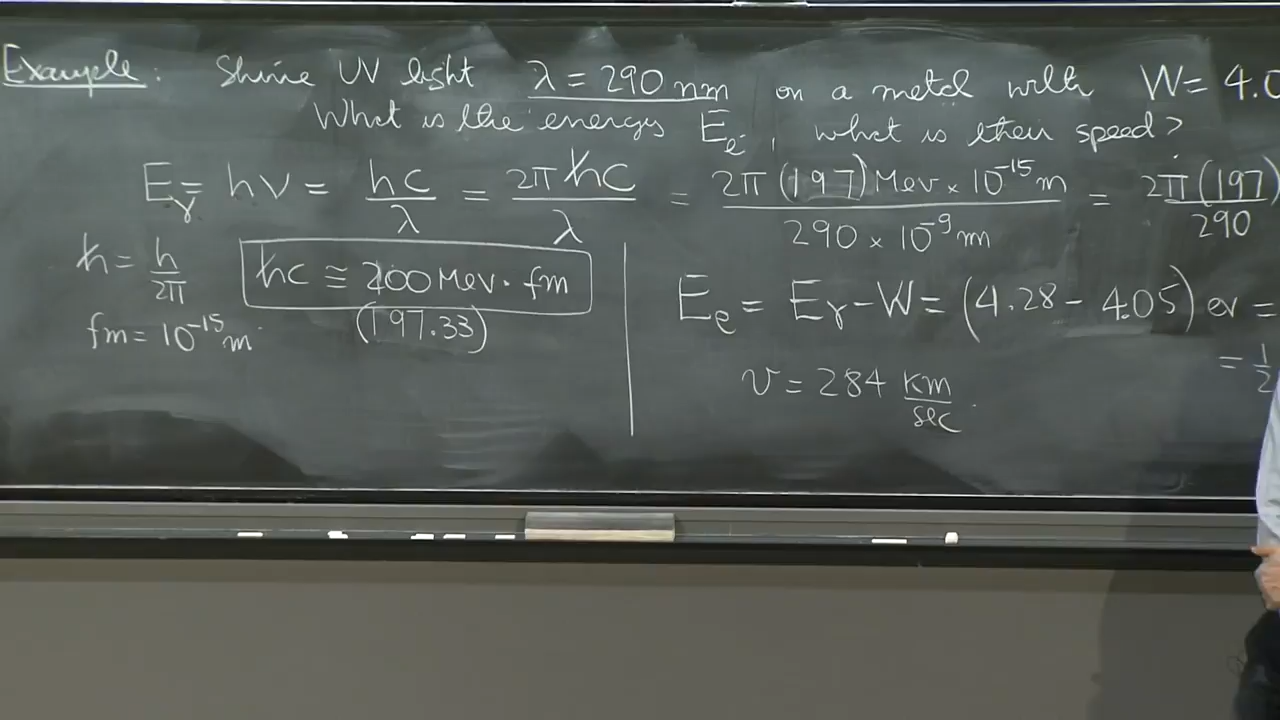 Example: Shine UV light λ = 290 nm on a metal with W = 4.0
What is the energy E_e⁻, what is their speed?
E_γ = hν = hc/λ = 2πħc/λ = 2π(197) Mev × 10⁻¹⁵ m / 290 × 10⁻⁹ m = 2π(197)/290
ħ = h/2π
ħc ≅ 200 Mev · fm
(197.33)
fm = 10⁻¹⁵ m
E_e = E_γ − W = (4.28 − 4.05) ev =
= 1/2
v = 284 km/sec.